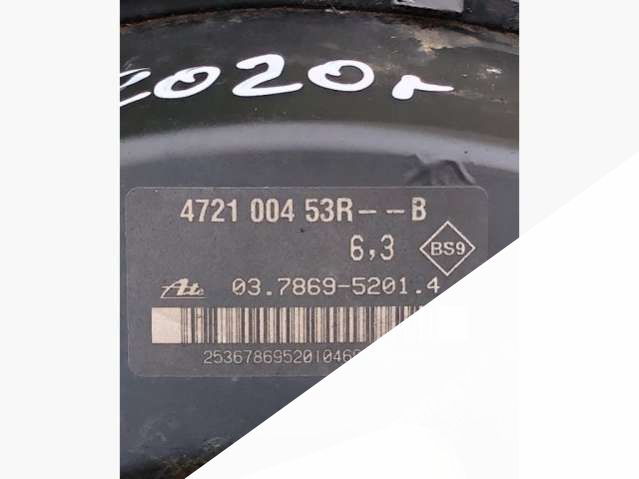 2020r
4721 004 53R--B
6,3
BS9
Ate 03.7869-5201.4